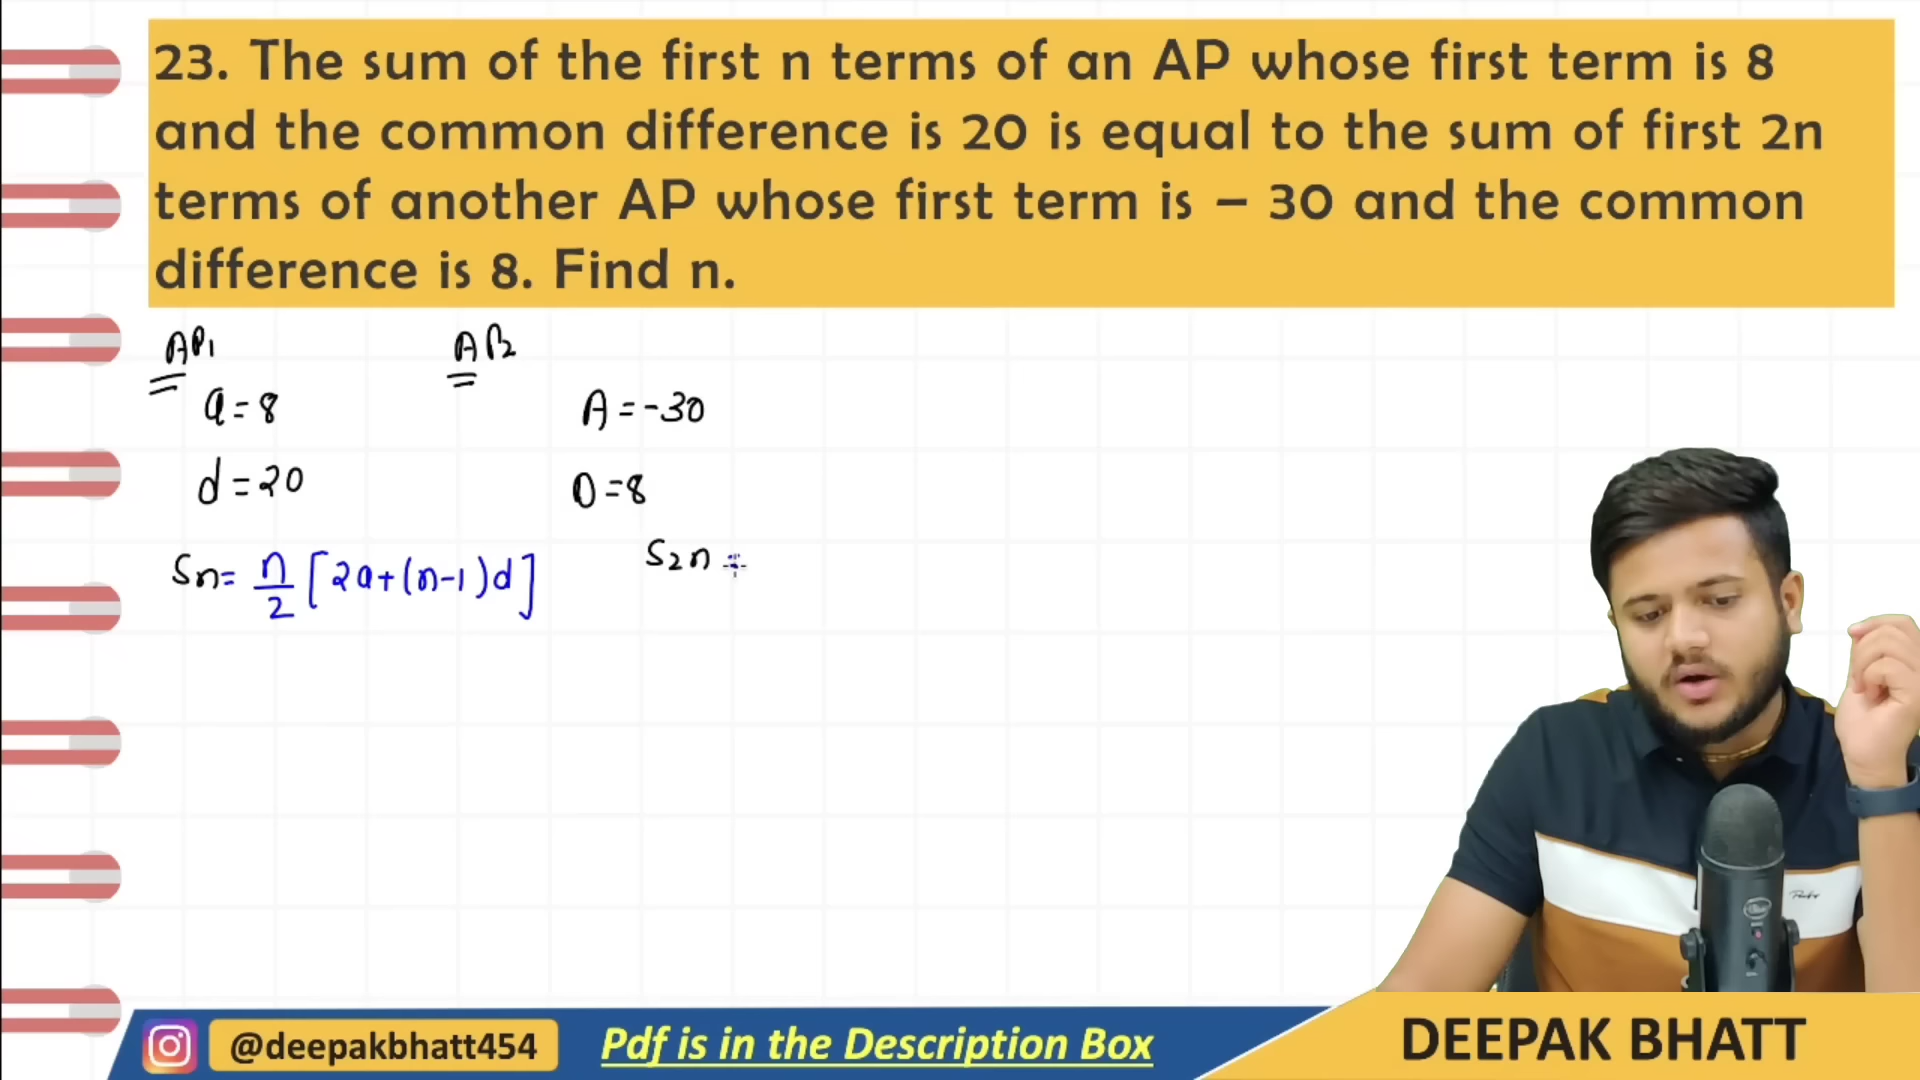 23. The sum of the first n terms of an AP whose first term is 8
and the common difference is 20 is equal to the sum of first 2n
terms of another AP whose first term is – 30 and the common
difference is 8. Find n.
AP₁
AP₂
a = 8
A = -30
d = 20
D = 8
Sn = n/2 [2a+(n-1)d]
S2n =
@deepakbhatt454
Pdf is in the Description Box
DEEPAK BHATT